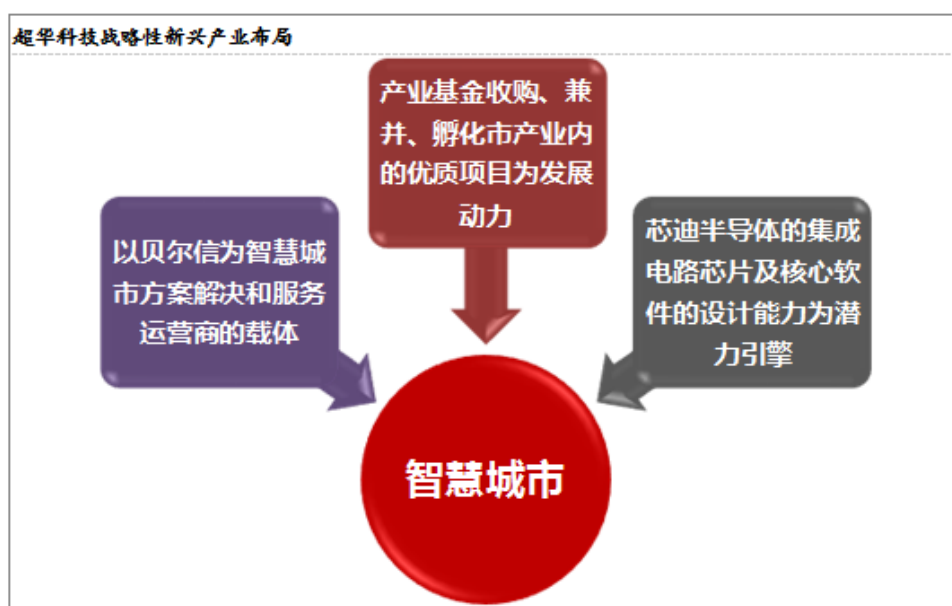 超华科技战略性新兴产业布局
产业基金收购、兼
并、孵化市产业内
的优质项目为发展
动力
以贝尔信为智慧城
市方案解决和服务
运营商的载体
芯迪半导体的集成
电路芯片及核心软
件的设计能力为潜
力引擎
智慧城市